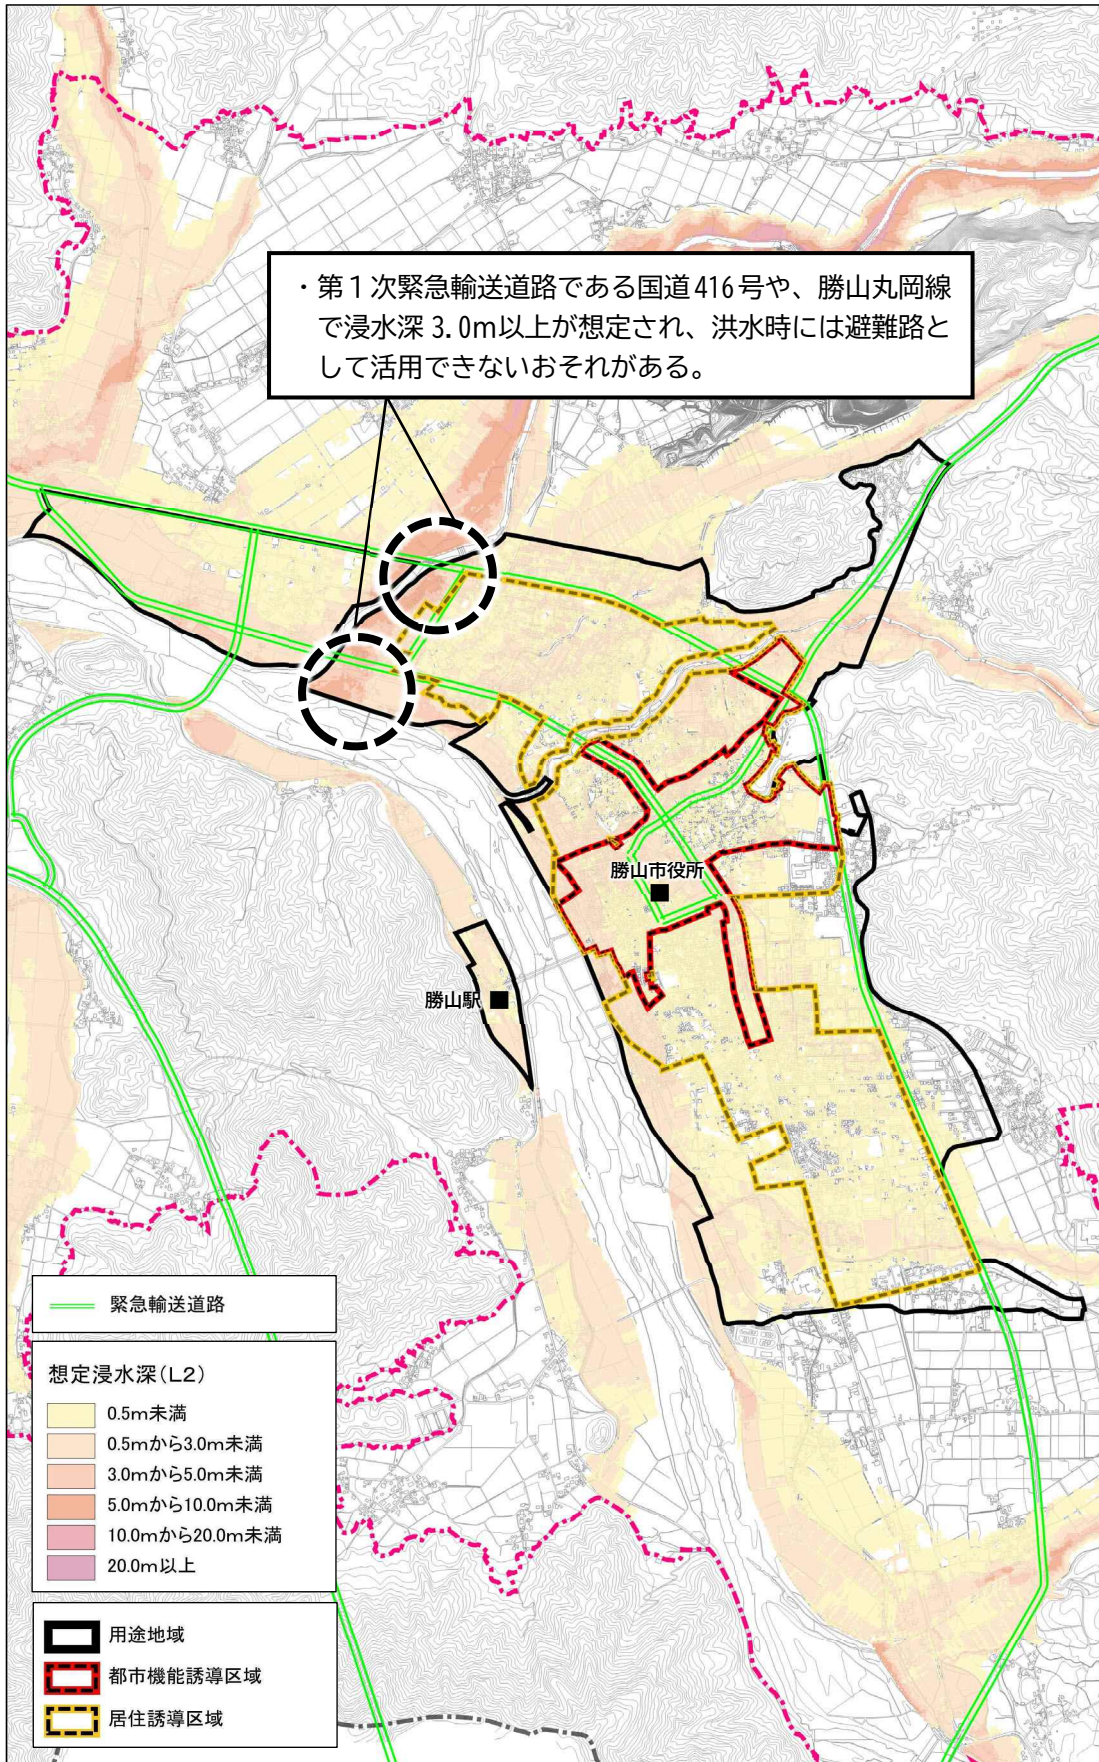 ・第1次緊急輸送道路である国道416号や、勝山丸岡線
で浸水深3.0m以上が想定され、洪水時には避難路と
して活用できないおそれがある。
勝山市役所
勝山駅
緊急輸送道路
想定浸水深(L2)
0.5m未満
0.5mから3.0m未満
3.0mから5.0m未満
5.0mから10.0m未満
10.0mから20.0m未満
20.0m以上
用途地域
都市機能誘導区域
居住誘導区域